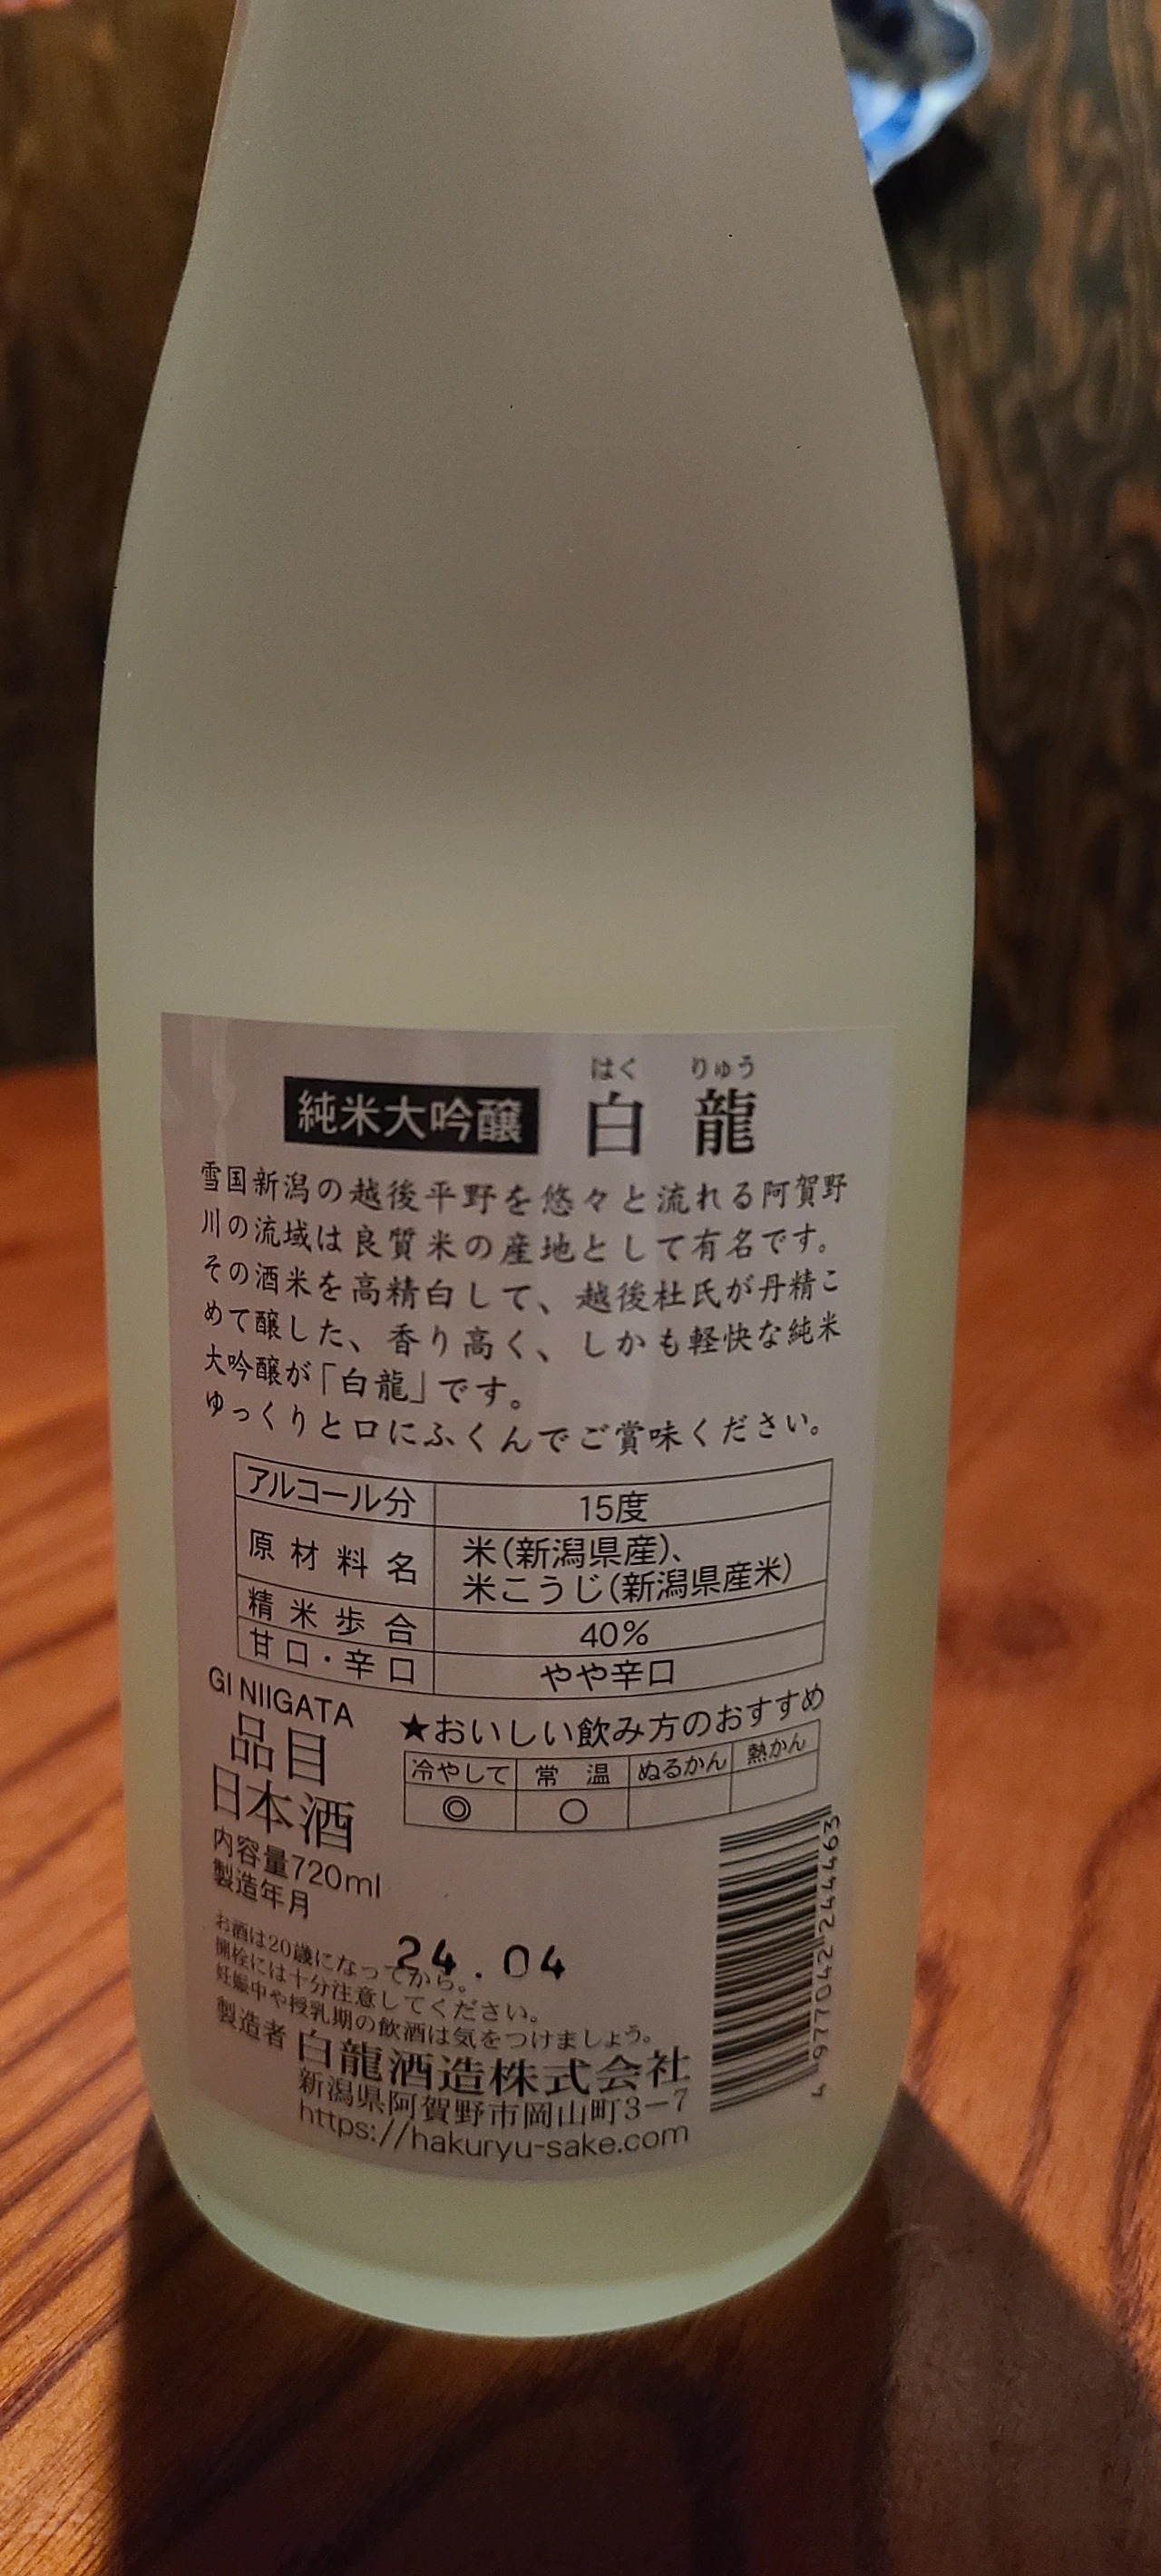 はく りゅう
純米大吟醸 白龍
雪国新潟の越後平野を悠々と流れる阿賀野
川の流域は良質米の産地として有名です。
その酒米を高精白して、越後杜氏が丹精こ
めて醸した、香り高く、しかも軽快な純米
大吟醸が「白龍」です。
ゆっくりと口にふくんでご賞味ください。
アルコール分 15度
原材料名 米(新潟県産)、
米こうじ(新潟県産米)
精米歩合 40%
甘口・辛口 やや辛口
GI NIIGATA
品目
日本酒
★おいしい飲み方のおすすめ
冷やして 常温 ぬるかん 熱かん
◎ ○
内容量720ml
製造年月
24.04
お酒は20歳になってから。
開栓には十分注意してください。
妊娠中や授乳期の飲酒は気をつけましょう。
製造者 白龍酒造株式会社
新潟県阿賀野市岡山町3-7
https://hakuryu-sake.com
4 977042 244463